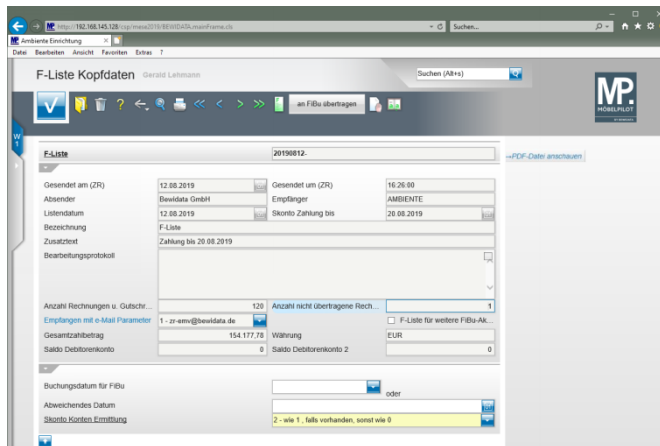 http://192.168.145.128/csp/mese2018/BEWIDATA.mainFrame.cls
Suchen...
MP Ambiente Einrichtung
Datei Bearbeiten Ansicht Favoriten Extras ?
F-Liste Kopfdaten Gerald Lehmann
Suchen (Alt+s)
an FiBu übertragen
MP.
MÖBELPILOT
W
1
F-Liste 20190812-
→PDF-Datei anschauen
Gesendet am (ZR) 12.08.2019 Gesendet um (ZR) 16:26:00
Absender Bewidata GmbH Empfänger AMBIENTE
Listendatum 12.08.2019 Skonto Zahlung bis 20.08.2019
Bezeichnung F-Liste
Zusatztext Zahlung bis 20.08.2019
Bearbeitungsprotokoll
Anzahl Rechnungen u. Gutschr... 120 Anzahl nicht übertragene Rech... 1
Empfangen mit e-Mail Parameter 1 - zr-emv@bewidata.de F-Liste für weitere FiBu-Ak...
Gesamtzahlbetrag 154.177,78 Währung EUR
Saldo Debitorenkonto 0 Saldo Debitorenkonto 2 0
Buchungsdatum für FiBu oder
Abweichendes Datum
Skonto Konten Ermittlung 2 - wie 1 , falls vorhanden, sonst wie 0